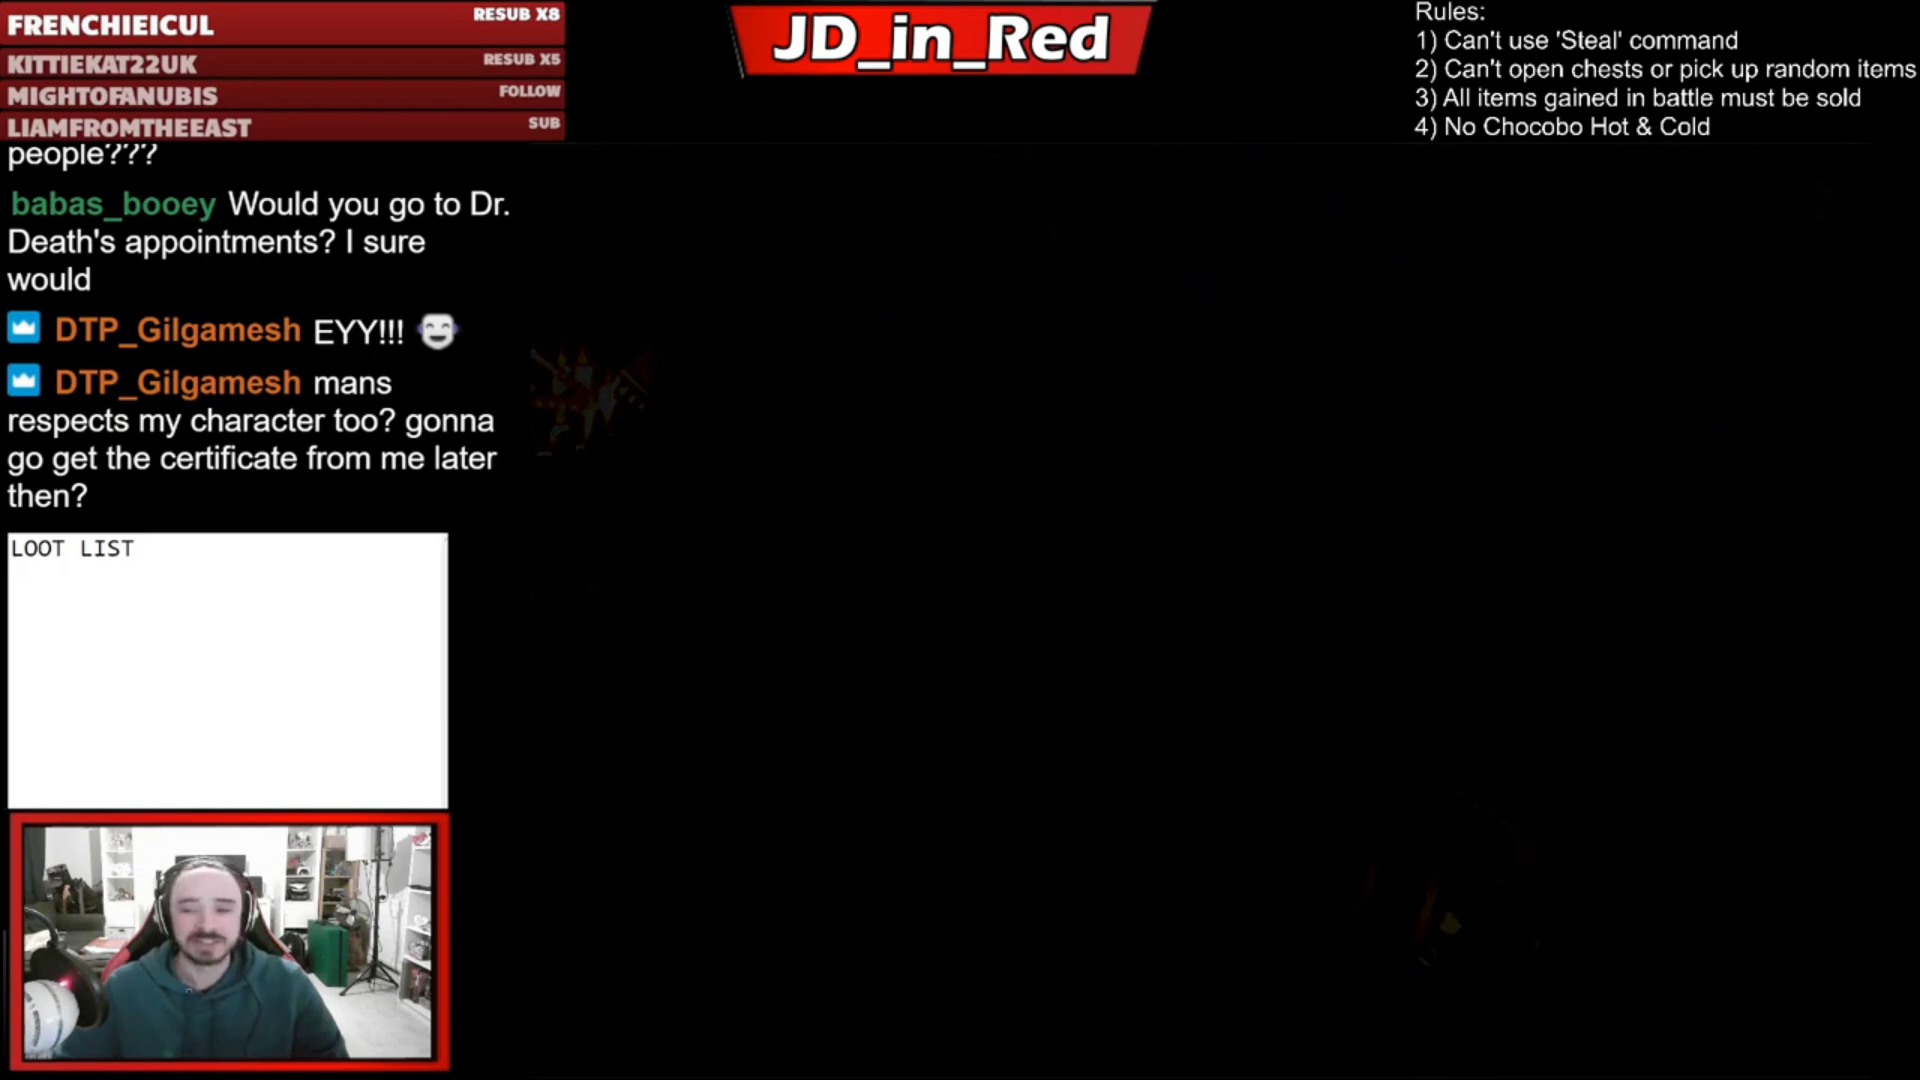 FRENCHIEICUL RESUB X8
KITTIEKAT22UK RESUB X5
MIGHTOFANUBIS FOLLOW
LIAMFROMTHEEAST SUB
people???
babas_booey Would you go to Dr.
Death's appointments? I sure
would
DTP_Gilgamesh EYY!!!
DTP_Gilgamesh mans
respects my character too? gonna
go get the certificate from me later
then?
LOOT LIST
JD_in_Red
Rules:
1) Can't use 'Steal' command
2) Can't open chests or pick up random items
3) All items gained in battle must be sold
4) No Chocobo Hot & Cold